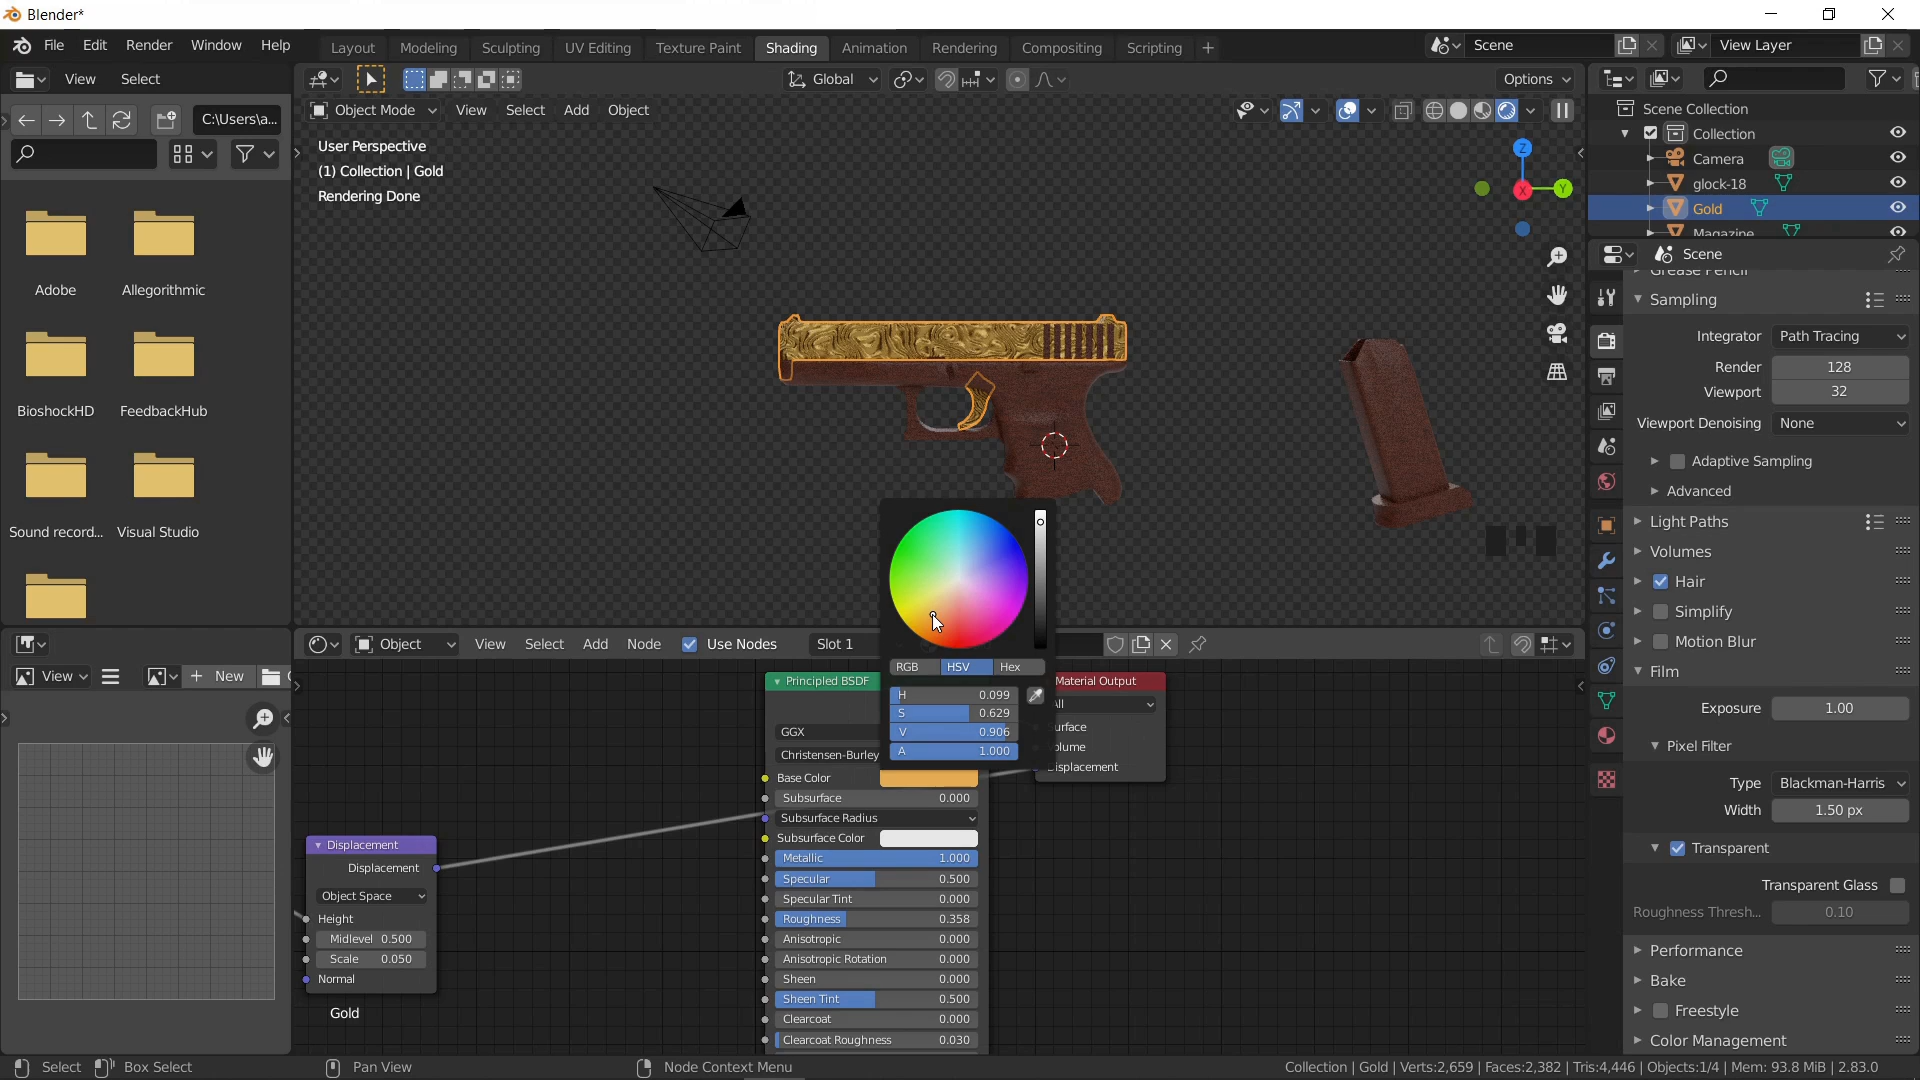 Blender*
File Edit Render Window Help
Layout Modeling Sculpting UV Editing Texture Paint Shading Animation Rendering Compositing Scripting +
Scene
View Layer
View Select
Global
Options
C:\Users\a...
Object Mode View Select Add Object
User Perspective
(1) Collection | Gold
Rendering Done
Z
Y
X
Adobe
Allegorithmic
BioshockHD
FeedbackHub
Sound record...
Visual Studio
Scene Collection
Collection
Camera
glock-18
Gold
Magazine
Scene
Grease Pencil
Sampling
Integrator Path Tracing
Render 128
Viewport 32
Viewport Denoising None
Adaptive Sampling
Advanced
Light Paths
Volumes
Hair
Simplify
Motion Blur
Film
Exposure 1.00
Pixel Filter
Type Blackman-Harris
Width 1.50 px
Transparent
Transparent Glass
Roughness Thresh... 0.10
Performance
Bake
Freestyle
Color Management
View
+ New
Object View Select Add Node Use Nodes Slot 1
RGB HSV Hex
H 0.099
S 0.629
V 0.906
A 1.000
Principled BSDF
GGX
Christensen-Burley
Base Color
Subsurface 0.000
Subsurface Radius
Subsurface Color
Metallic 1.000
Specular 0.500
Specular Tint 0.000
Roughness 0.358
Anisotropic 0.000
Anisotropic Rotation 0.000
Sheen 0.000
Sheen Tint 0.500
Clearcoat 0.000
Clearcoat Roughness 0.030
Material Output
All
Surface
Volume
Displacement
Displacement
Displacement
Object Space
Height
Midlevel 0.500
Scale 0.050
Normal
Gold
Select Box Select Pan View Node Context Menu
Collection | Gold | Verts:2,659 | Faces:2,382 | Tris:4,446 | Objects:1/4 | Mem: 93.8 MiB | 2.83.0